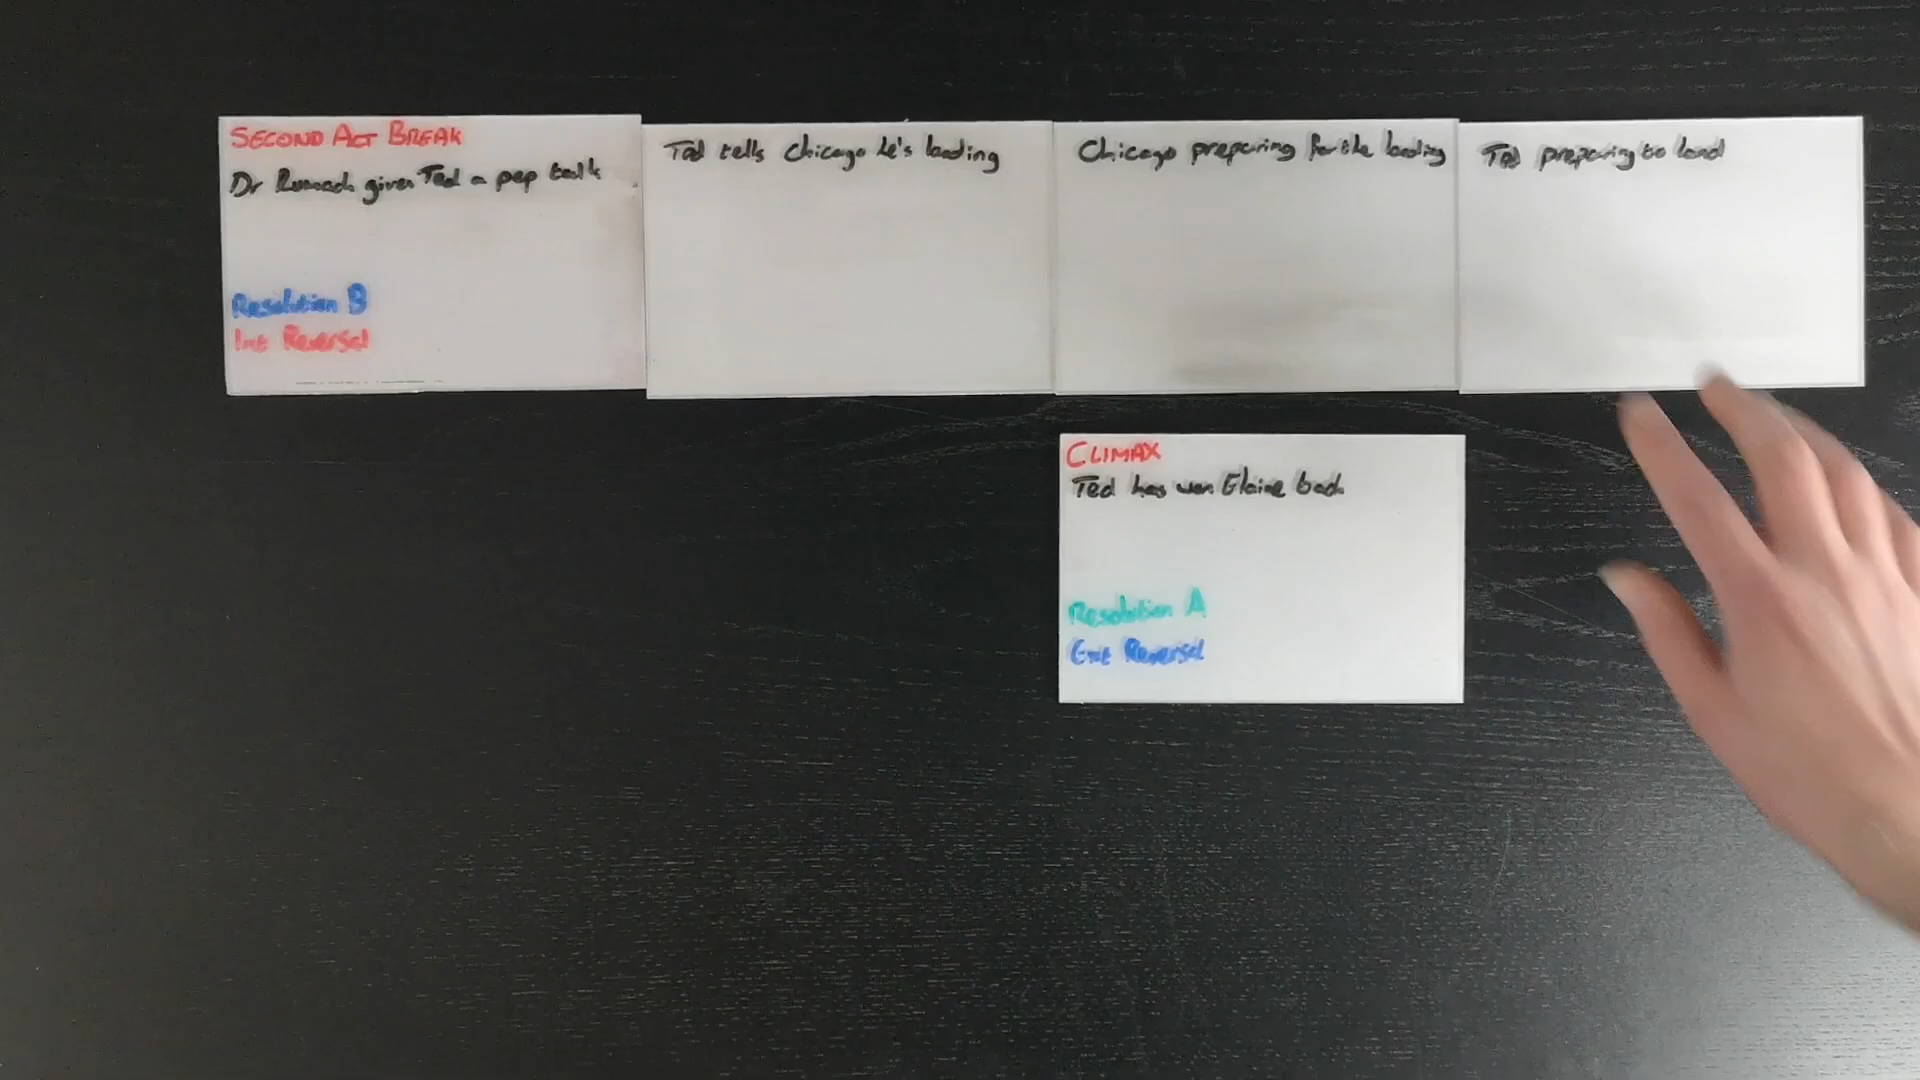 SECOND ACT BREAK
Dr Rumack gives Ted a pep talk
Resolution B
Int Reversal
Ted tells Chicago he's landing
Chicago preparing for the landing
Ted preparing to land
CLIMAX
Ted has won Elaine back
Resolution A
Ext Reversal